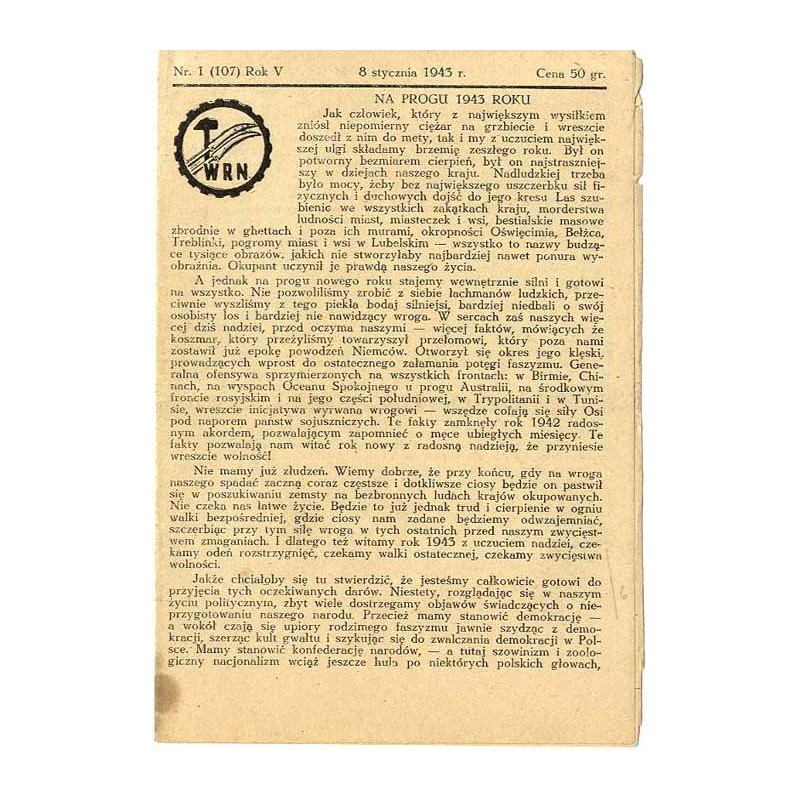 Nr. 1 (107) Rok V 8 stycznia 1943 r. Cena 50 gr.
WRN
NA PROGU 1943 ROKU
Jak człowiek, który z największym wysiłkiem
zniósł niepomierny ciężar na grzbiecie i wreszcie
doszedł z nim do mety, tak i my z uczuciem najwięk-
szej ulgi składamy brzemię zeszłego roku. Był on
potworny bezmiarem cierpień, był on najstraszniej-
szy w dziejach naszego kraju. Nadludzkiej trzeba
było mocy, żeby bez największego uszczerbku sił fi-
zycznych i duchowych dojść do jego kresu Las szu-
bienic we wszystkich zakątkach kraju, morderstwa
ludności miast, miasteczek i wsi, bestialskie masowe
zbrodnie w ghettach i poza ich murami, okropności Oświęcimia, Bełżca,
Treblinki, pogromy miast i wsi w Lubelskim — wszystko to nazwy budzą-
ce tysiące obrazów. jakich nie stworzyłaby najbardziej nawet ponura wy-
obraźnia. Okupant uczynił je prawdą naszego życia.
A jednak na progu nowego roku stajemy wewnętrznie silni i gotowi
na wszystko. Nie pozwoliliśmy zrobić z siebie łachmanów ludzkich, prze-
ciwnie wyszliśmy z tego piekła bodaj silniejsi, bardziej niedbali o swój
osobisty los i bardziej nie nawidzący wroga. W sercach zaś naszych wię-
cej dziś nadziei, przed oczyma naszymi — więcej faktów, mówiących że
koszmar, który przeżyliśmy towarzyszył przełomowi, który poza nami
zostawił już epokę powodzeń Niemców. Otworzył się okres jego klęski.
prowadzących wprost do ostatecznego załamania potęgi faszyzmu. Gene-
ralna ofensywa sprzymierzonych na wszystkich frontach: w Birmie, Chi-
nach, na wyspach Oceanu Spokojnego u progu Australii, na środkowym
froncie rosyjskim i na jego części południowej, w Trypolitanii i w Tuni-
sie, wreszcie inicjatywa wyrwana wrogowi — wszędze cofają się siły Osi
pod naporem państw sojuszniczych. Te fakty zamknęły rok 1942 rados-
nym akordem, pozwalającym zapomnieć o męce ubiegłych miesięcy. Te
fakty pozwalają nam witać rok nowy z radosną nadzieją, że przyniesie
wreszcie wolność!
Nie mamy już złudzeń. Wiemy dobrze, że przy końcu, gdy na wroga
naszego spadać zaczną coraz częstsze i dotkliwsze ciosy będzie on pastwił
się w poszukiwaniu zemsty na bezbronnych ludach krajów okupowanych.
Nie czeka nas łatwe życie. Będzie to już jednak trud i cierpienie w ogniu
walki bezpośredniej, gdzie ciosy nam zadane będziemy odwzajemniać,
szczerbiąc przy tym siłę wroga w tych ostatnich przed naszym zwycięst-
wem zmaganiach. I dlatego też witamy rok 1943 z uczuciem nadziei, cze-
kamy odeń rozstrzygnięć, czekamy walki ostatecznej, czekamy zwycięstwa
wolności.
Jakże chciałoby się tu stwierdzić, że jesteśmy całkowicie gotowi do
przyjęcia tych oczekiwanych darów. Niestety, rozglądając się w naszym
życiu politycznym, zbyt wiele dostrzegamy objawów świadczących o nie-
przygotowaniu naszego narodu. Przecież mamy stanowić demokrację —
a wokół czają się upiory rodzimego faszyzmu jawnie szydząc z demo-
kracji, szerząc kult gwałtu i szykując się do zwalczania demokracji w Pol-
sce. Mamy stanowić konfederację narodów, — a tutaj szowinizm i zoolo-
giczny nacjonalizm wciąż jeszcze hula po niektórych polskich głowach,